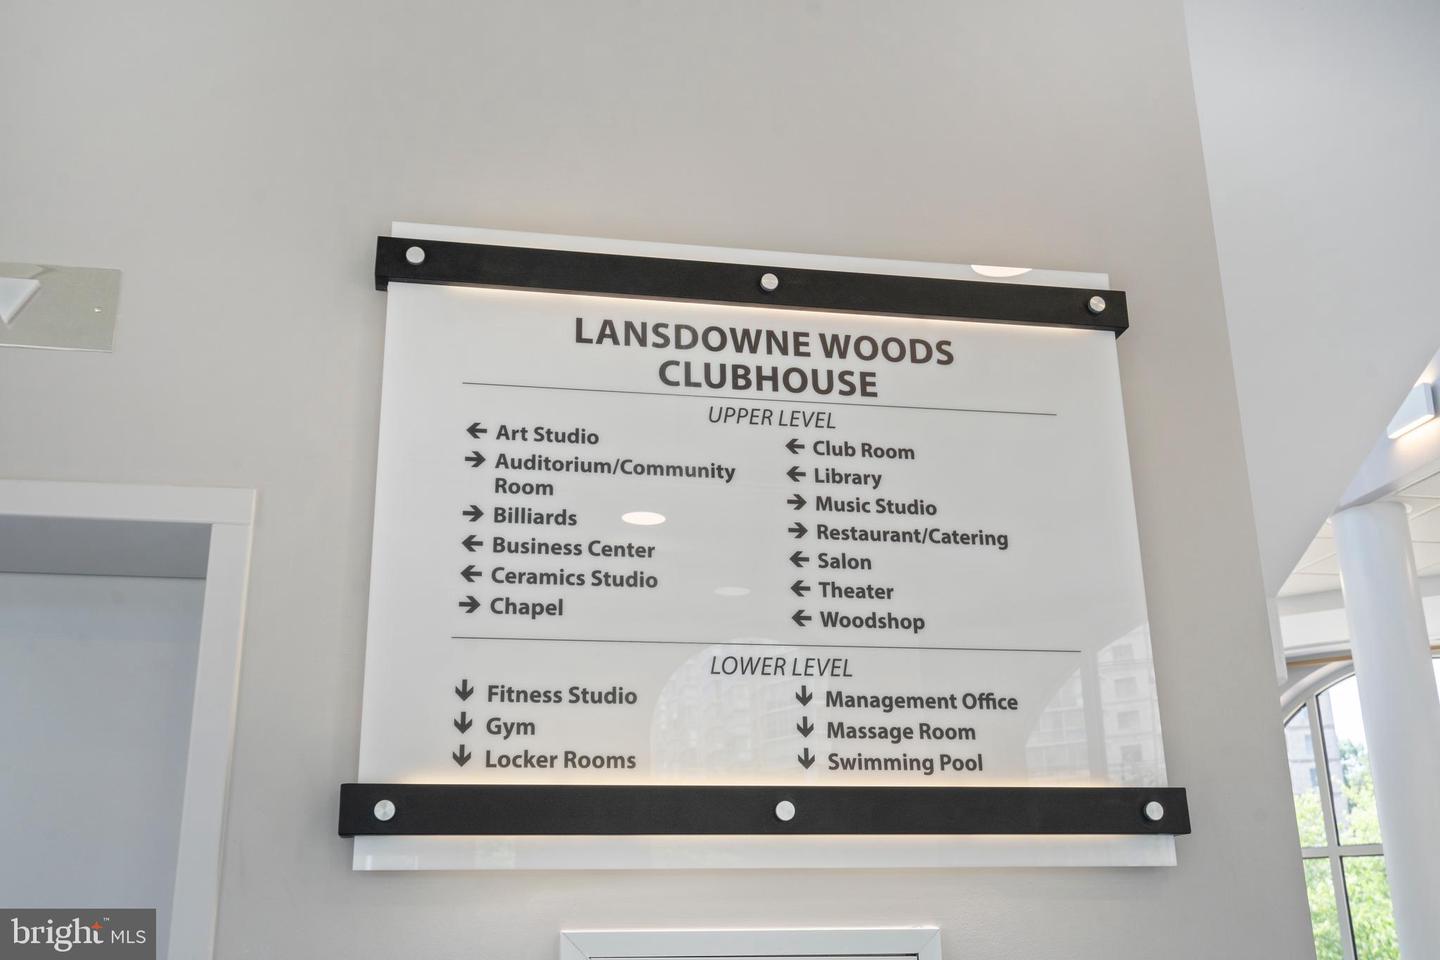 LANSDOWNE WOODS
CLUBHOUSE
UPPER LEVEL
← Art Studio
→ Auditorium/Community
Room
→ Billiards
← Business Center
← Ceramics Studio
→ Chapel
← Club Room
← Library
→ Music Studio
→ Restaurant/Catering
← Salon
← Theater
← Woodshop
LOWER LEVEL
↓ Fitness Studio
↓ Gym
↓ Locker Rooms
↓ Management Office
↓ Massage Room
↓ Swimming Pool
bright™ MLS